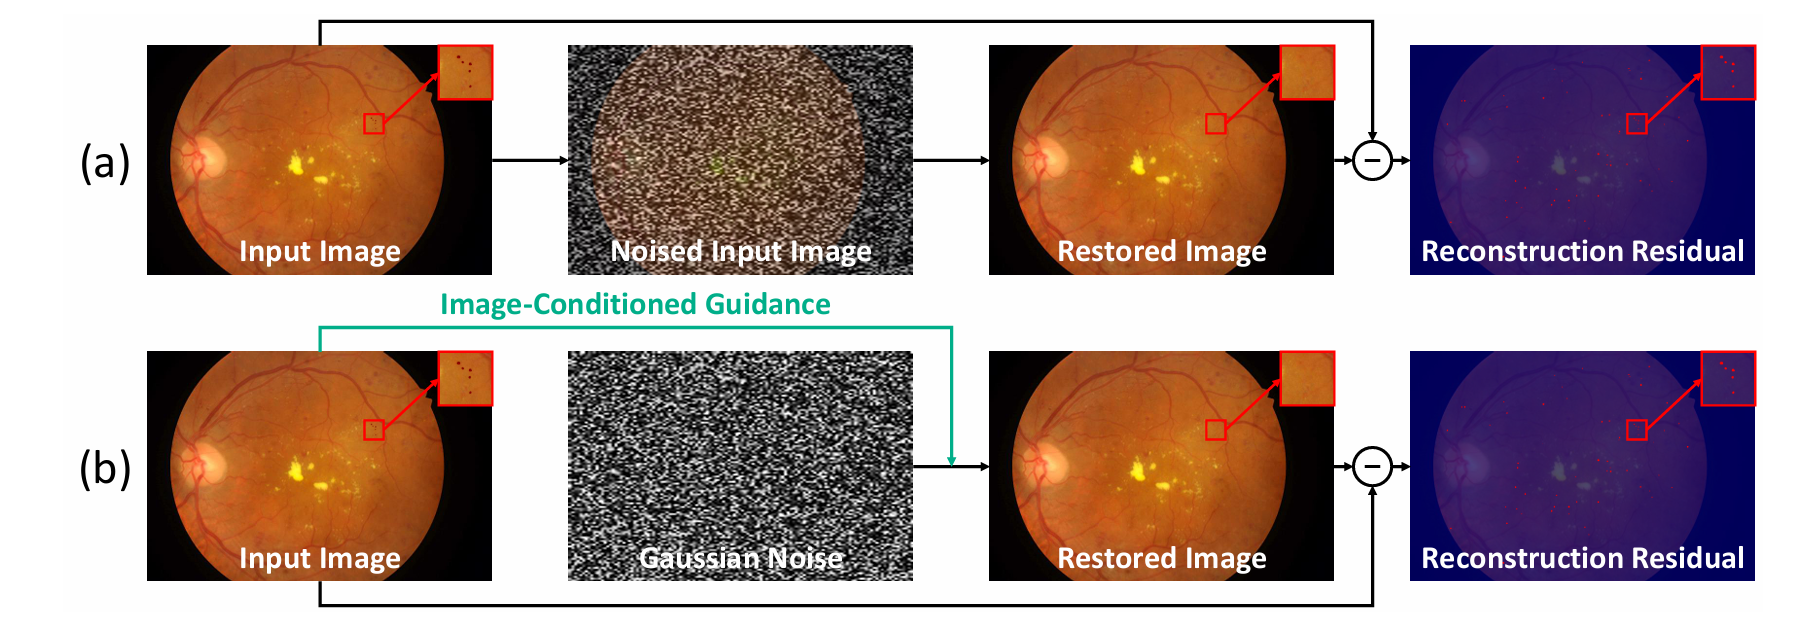 (a)
Input Image
Noised Input Image
Restored Image
Reconstruction Residual
Image-Conditioned Guidance
(b)
Input Image
Gaussian Noise
Restored Image
Reconstruction Residual